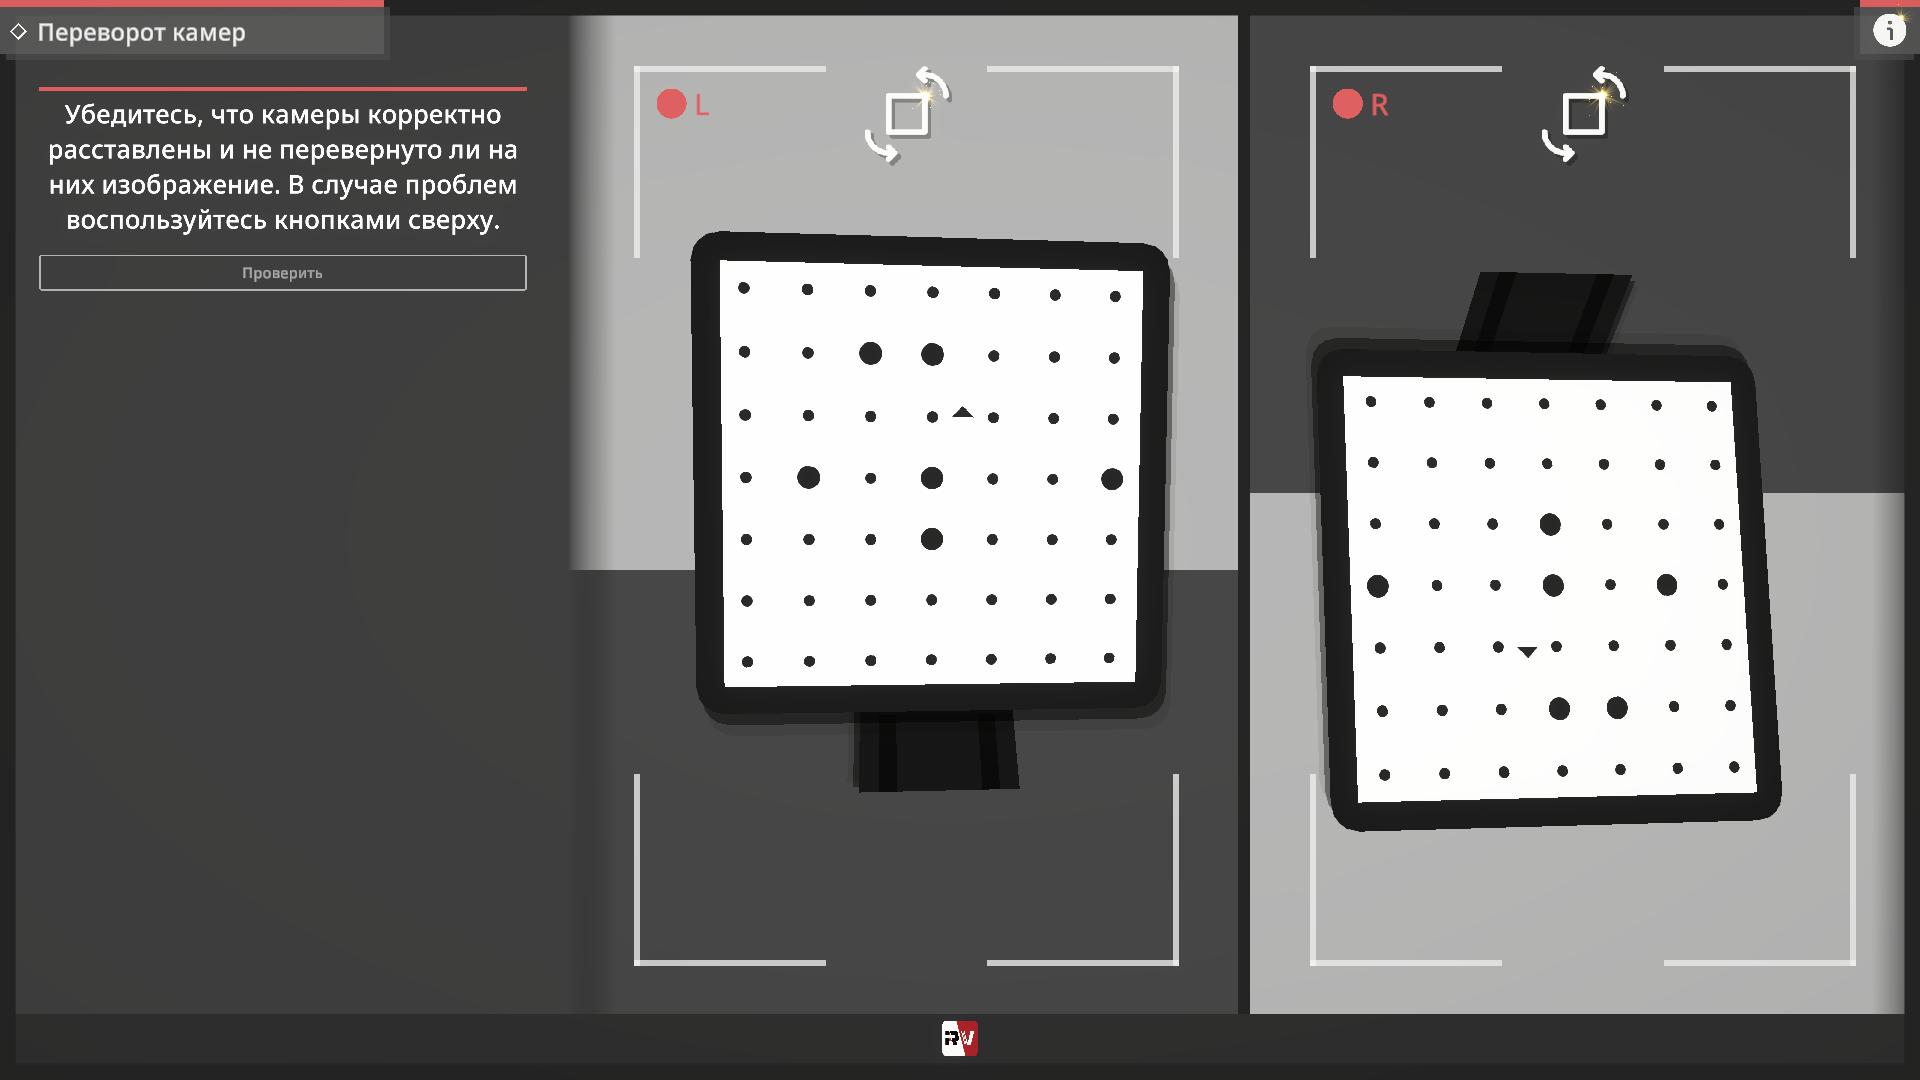 Переворот камер
Убедитесь, что камеры корректно
расставлены и не перевернуто ли на
них изображение. В случае проблем
воспользуйтесь кнопками сверху.
Проверить
L
R
i
RV